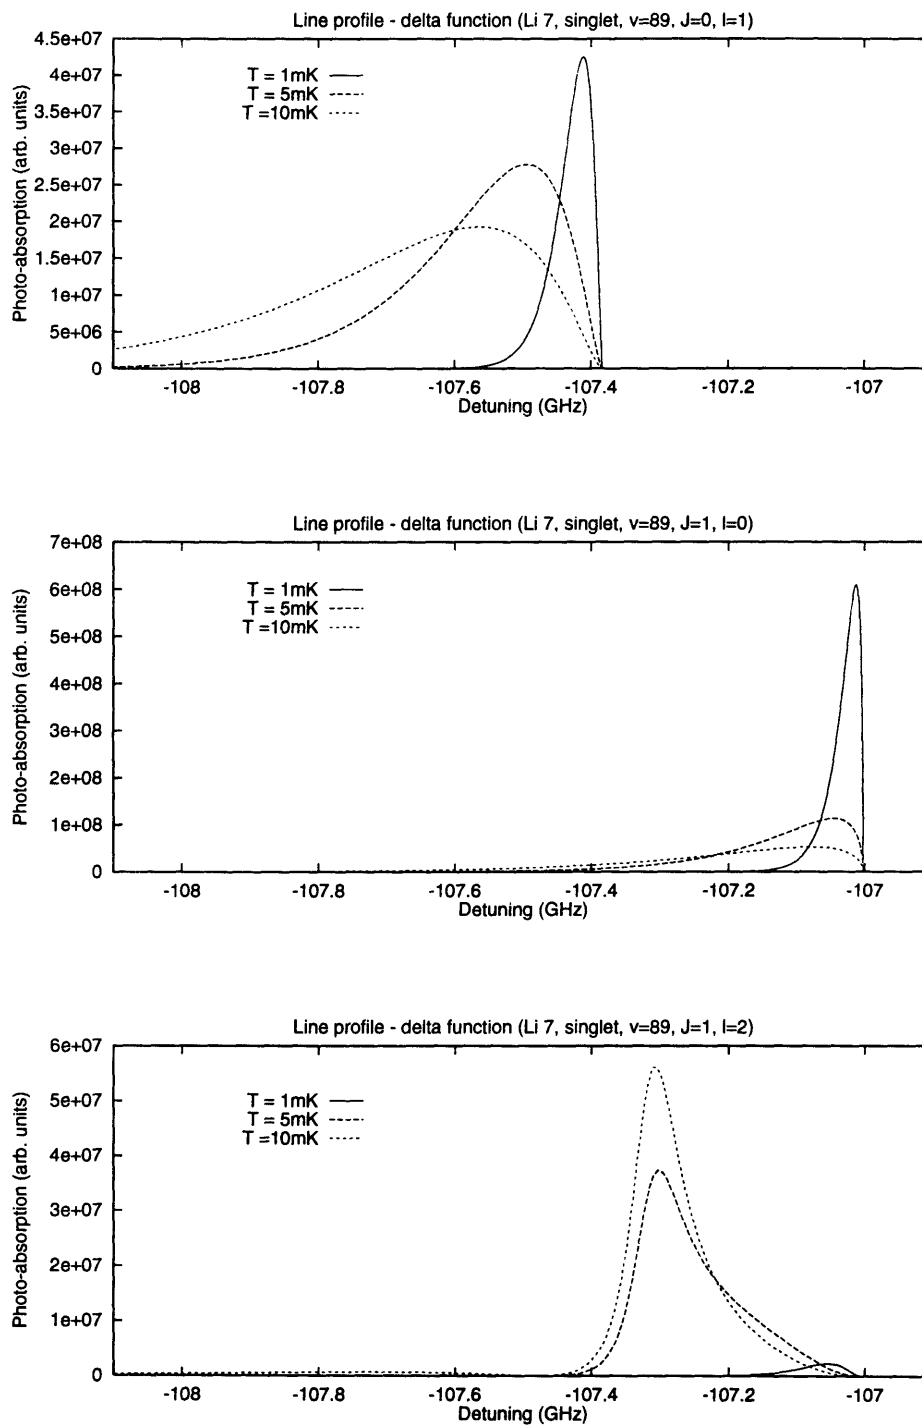 Line profile - delta function (Li 7, singlet, v=89, J=0, l=1)
4.5e+07
4e+07
3.5e+07
3e+07
2.5e+07
2e+07
1.5e+07
1e+07
5e+06
0
Photo-absorption (arb. units)
T = 1mK
T = 5mK
T =10mK
-108 -107.8 -107.6 -107.4 -107.2 -107
Detuning (GHz)
Line profile - delta function (Li 7, singlet, v=89, J=1, l=0)
7e+08
6e+08
5e+08
4e+08
3e+08
2e+08
1e+08
0
Photo-absorption (arb. units)
T = 1mK
T = 5mK
T =10mK
-108 -107.8 -107.6 -107.4 -107.2 -107
Detuning (GHz)
Line profile - delta function (Li 7, singlet, v=89, J=1, l=2)
6e+07
5e+07
4e+07
3e+07
2e+07
1e+07
0
Photo-absorption (arb. units)
T = 1mK
T = 5mK
T =10mK
-108 -107.8 -107.6 -107.4 -107.2 -107
Detuning (GHz)